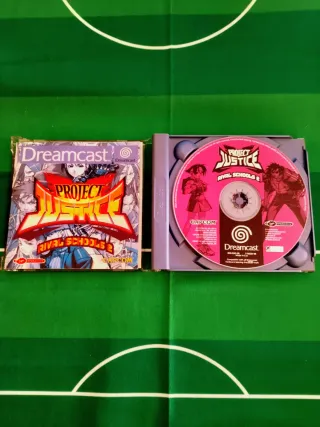 Dreamcast
PROJECT
JUSTICE
RIVAL SCHOOLS 2
CAPCOM
PROJECT
JUSTICE
RIVAL SCHOOLS 2
CAPCOM
Dreamcast